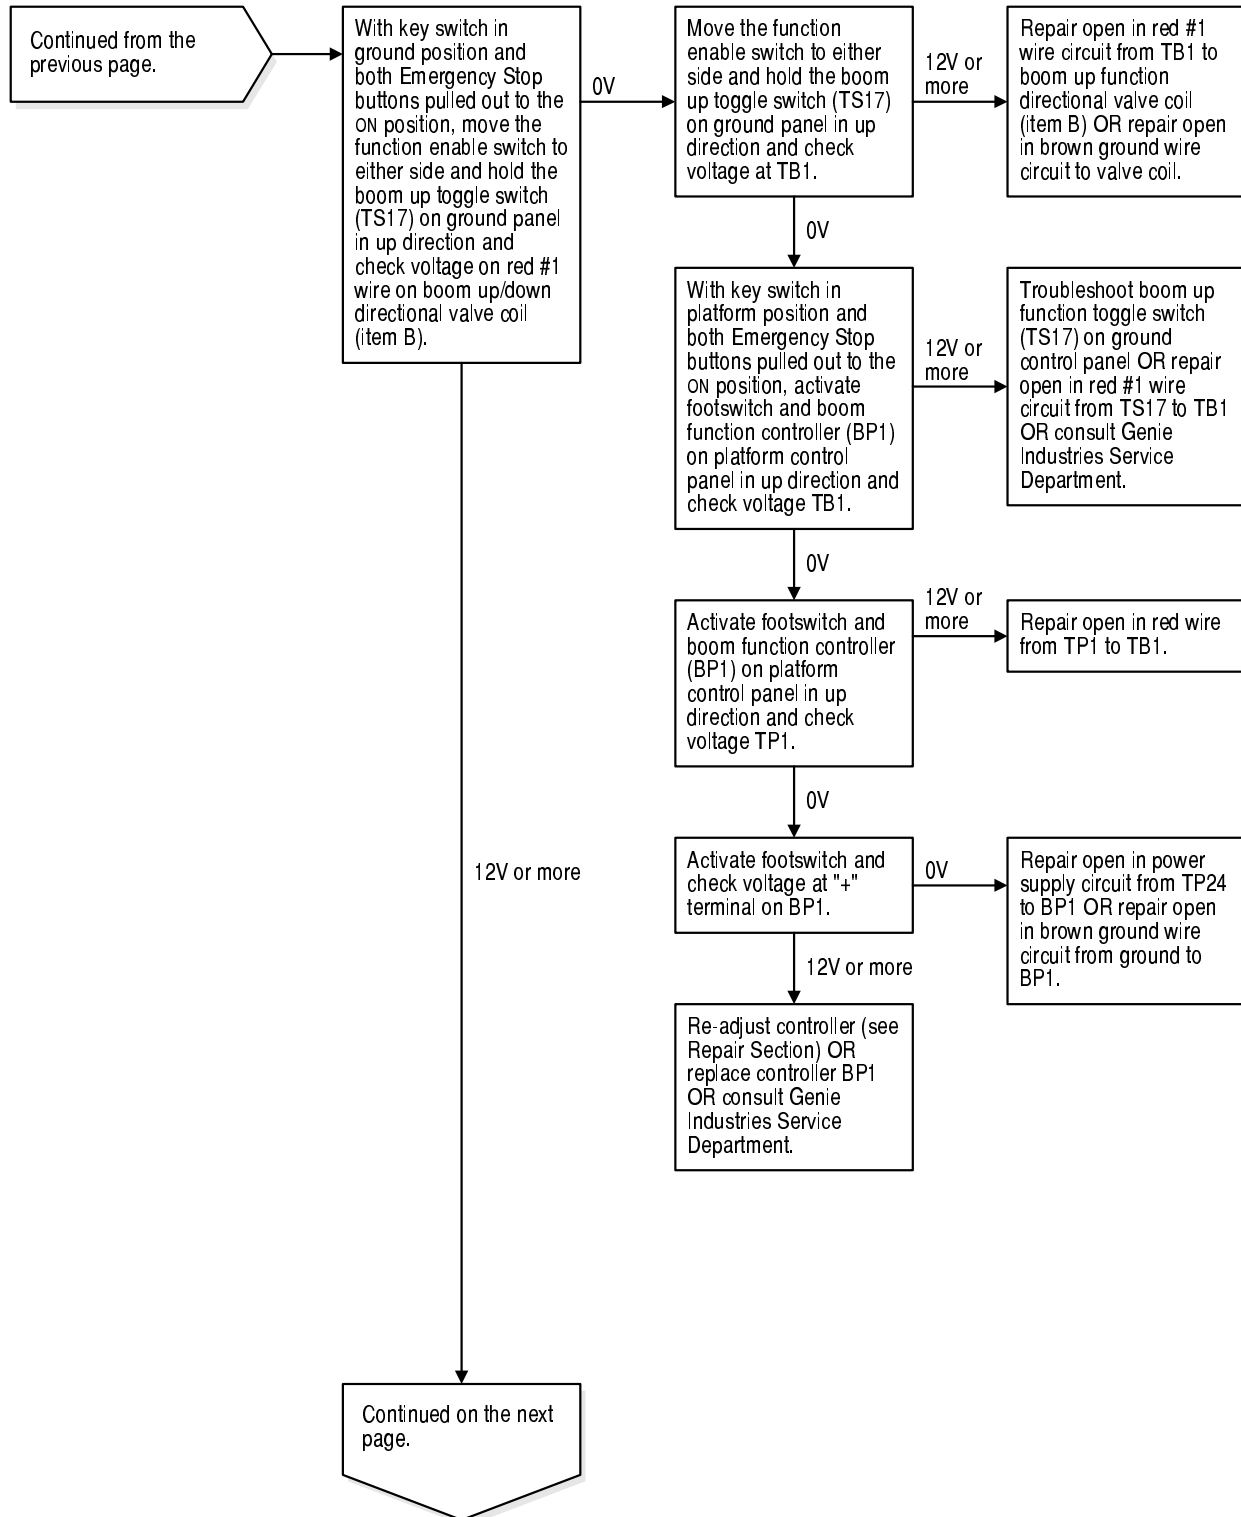 Continued from the
previous page.
With key switch in
ground position and
both Emergency Stop
buttons pulled out to the
ON position, move the
function enable switch to
either side and hold the
boom up toggle switch
(TS17) on ground panel
in up direction and
check voltage on red #1
wire on boom up/down
directional valve coil
(item B).
0V
Move the function
enable switch to either
side and hold the boom
up toggle switch (TS17)
on ground panel in up
direction and check
voltage at TB1.
12V or
more
Repair open in red #1
wire circuit from TB1 to
boom up function
directional valve coil
(item B) OR repair open
in brown ground wire
circuit to valve coil.
0V
With key switch in
platform position and
both Emergency Stop
buttons pulled out to the
ON position, activate
footswitch and boom
function controller (BP1)
on platform control
panel in up direction and
check voltage TB1.
12V or
more
Troubleshoot boom up
function toggle switch
(TS17) on ground
control panel OR repair
open in red #1 wire
circuit from TS17 to TB1
OR consult Genie
Industries Service
Department.
0V
Activate footswitch and
boom function controller
(BP1) on platform
control panel in up
direction and check
voltage TP1.
12V or
more
Repair open in red wire
from TP1 to TB1.
0V
Activate footswitch and
check voltage at "+"
terminal on BP1.
0V
Repair open in power
supply circuit from TP24
to BP1 OR repair open
in brown ground wire
circuit from ground to
BP1.
12V or more
Re-adjust controller (see
Repair Section) OR
replace controller BP1
OR consult Genie
Industries Service
Department.
12V or more
Continued on the next
page.